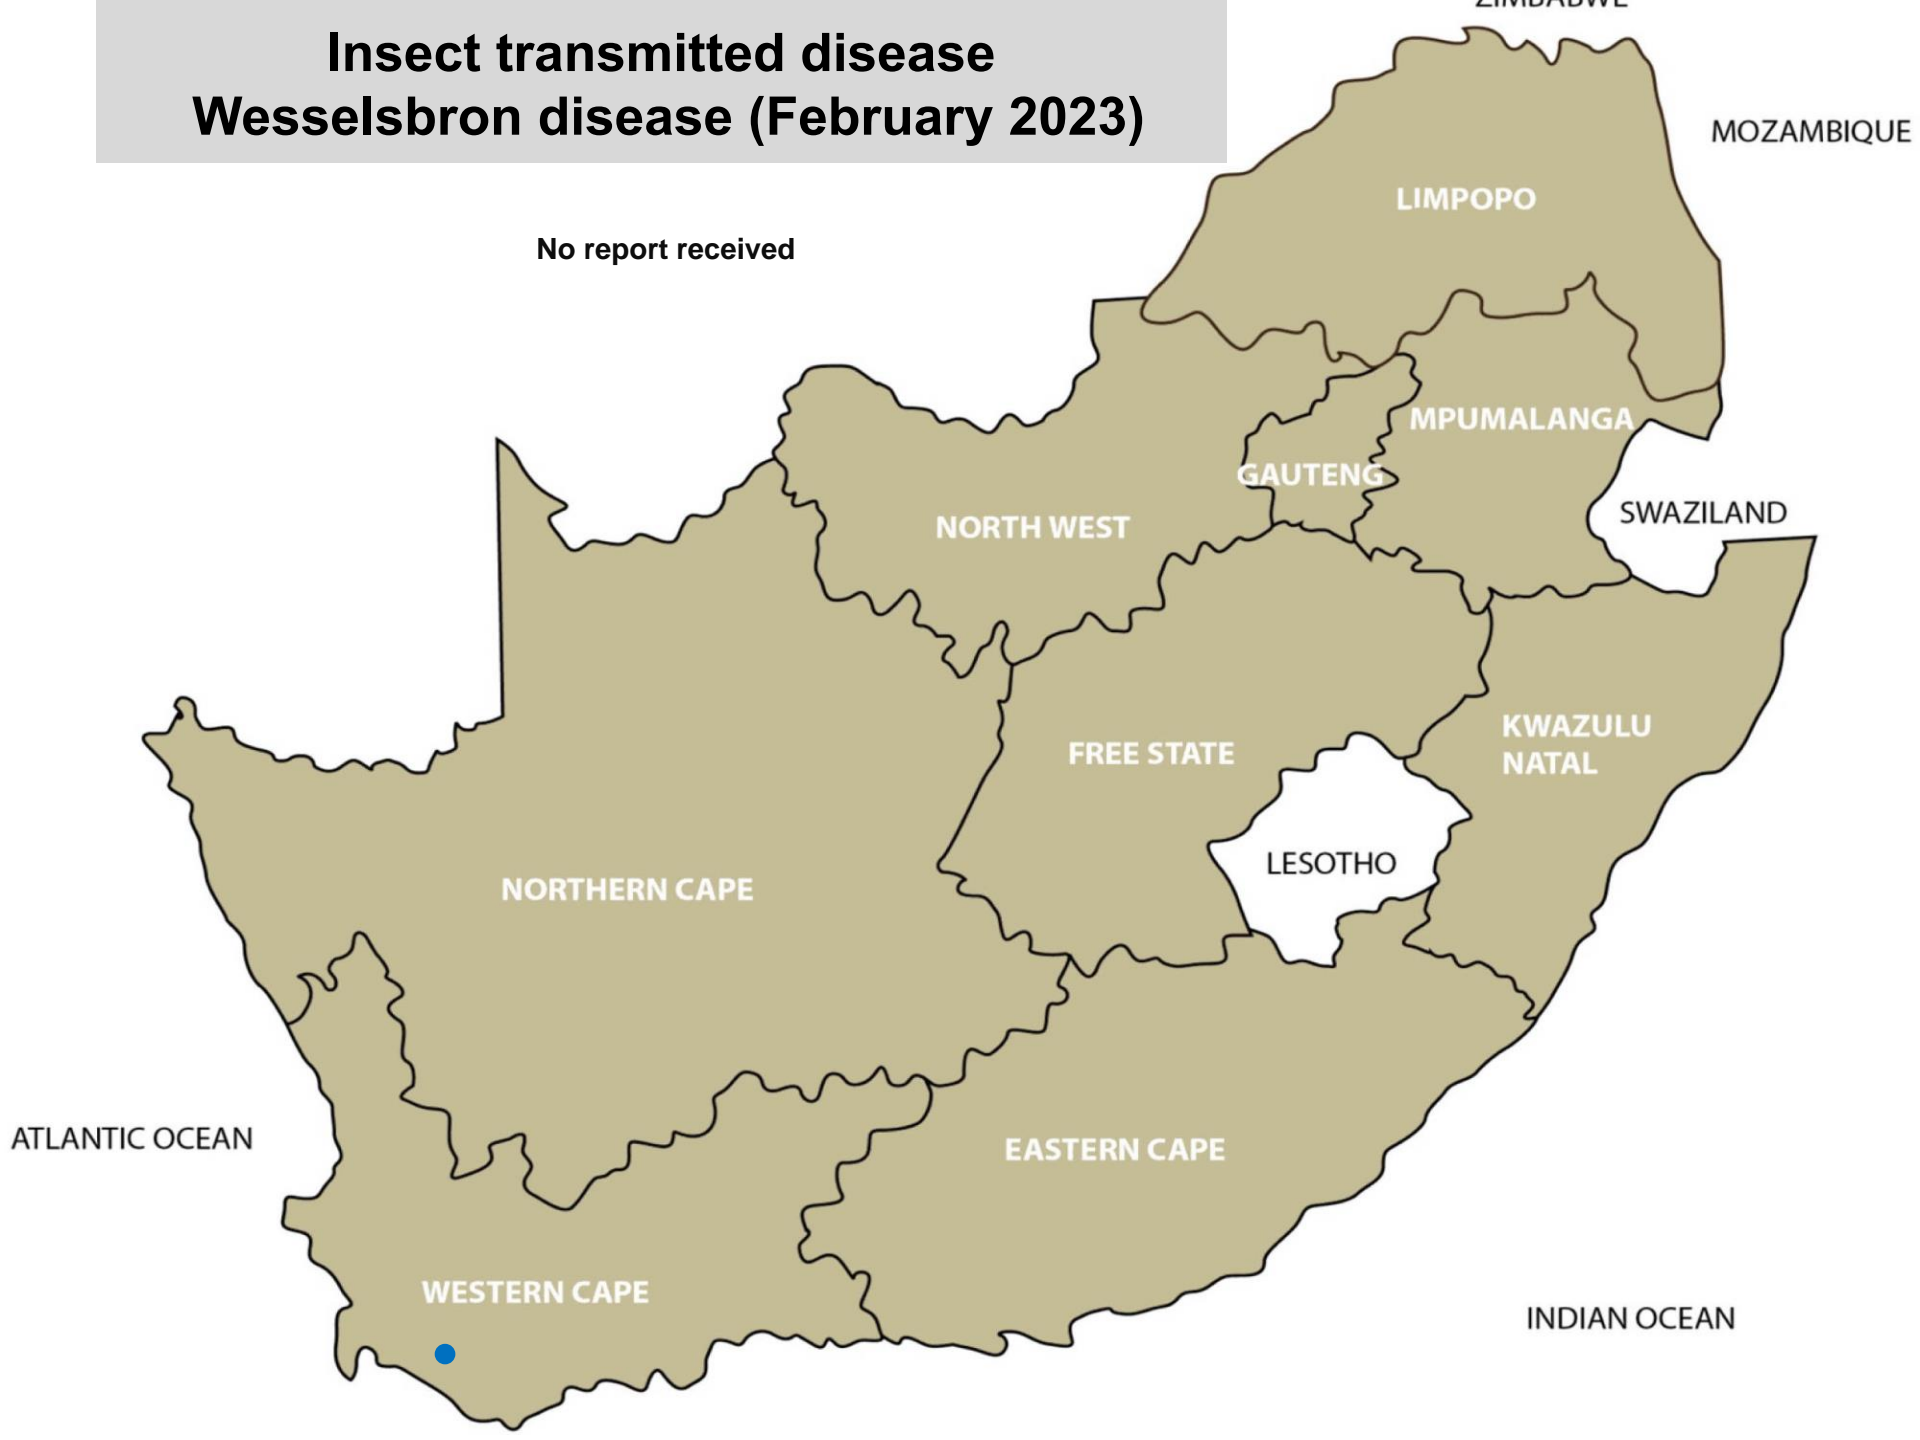 Insect transmitted disease
Wesselsbron disease (February 2023)
ZIMBABWE
MOZAMBIQUE
LIMPOPO
No report received
MPUMALANGA
GAUTENG
SWAZILAND
NORTH WEST
KWAZULU
NATAL
FREE STATE
LESOTHO
NORTHERN CAPE
ATLANTIC OCEAN
EASTERN CAPE
WESTERN CAPE
INDIAN OCEAN